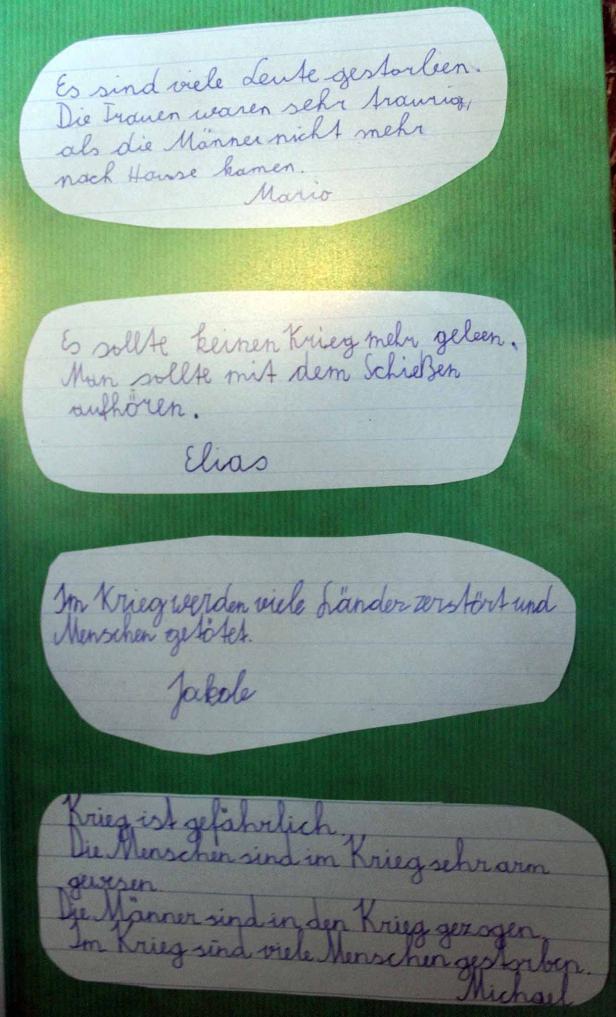 Es sind viele Leute gestorben.
Die Frauen waren sehr traurig,
als die Männer nicht mehr
nach Hause kamen.
Mario
Es sollte keinen Krieg mehr geben.
Man sollte mit dem Schießen
aufhören.
Elias
Im Krieg werden viele Länder zerstört und
Menschen getötet.
Jakob
Krieg ist gefährlich.
Die Menschen sind im Krieg sehr arm
gewesen.
Die Männer sind in den Krieg gezogen.
Im Krieg sind viele Menschen gestorben.
Michael